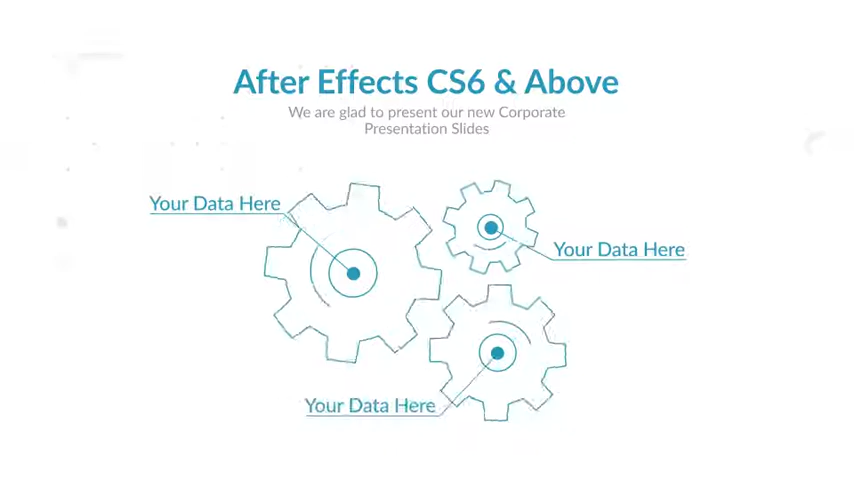 After Effects CS6 & Above
We are glad to present our new Corporate
Presentation Slides
Your Data Here
Your Data Here
Your Data Here